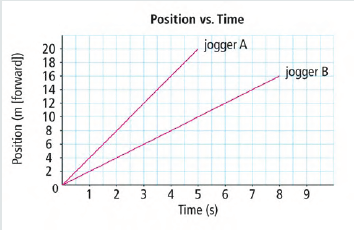 Position vs. Time
jogger A
jogger B
Position (m [forward])
20
18
16
14
12
10
8
6
4
2
0
1 2 3 4 5 6 7 8 9
Time (s)